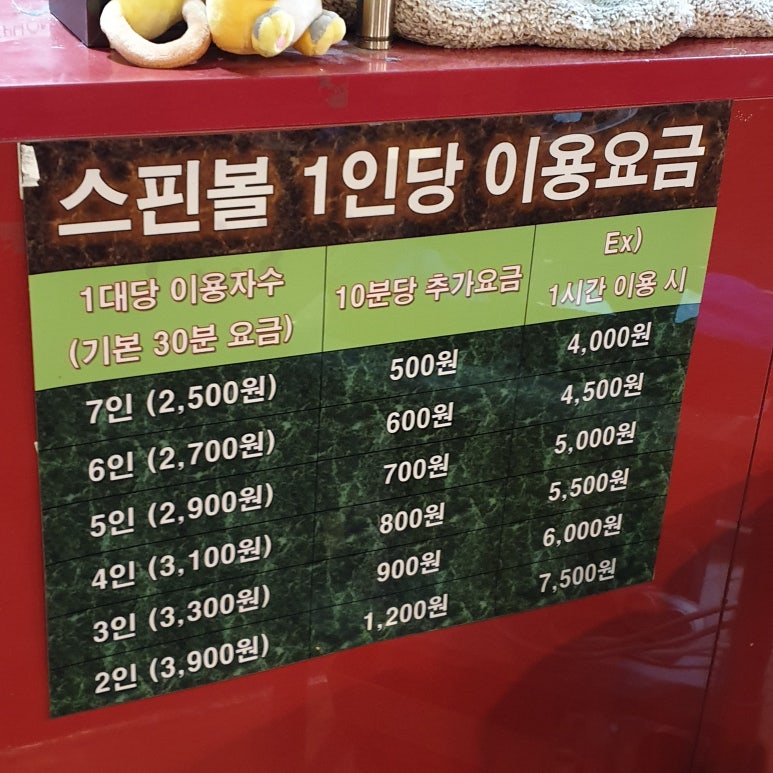 스핀볼 1인당 이용요금
1대당 이용자수
(기본 30분 요금)
10분당 추가요금
Ex)
1시간 이용 시
7인 (2,500원) 500원 4,000원
6인 (2,700원) 600원 4,500원
5인 (2,900원) 700원 5,000원
4인 (3,100원) 800원 5,500원
3인 (3,300원) 900원 6,000원
2인 (3,900원) 1,200원 7,500원